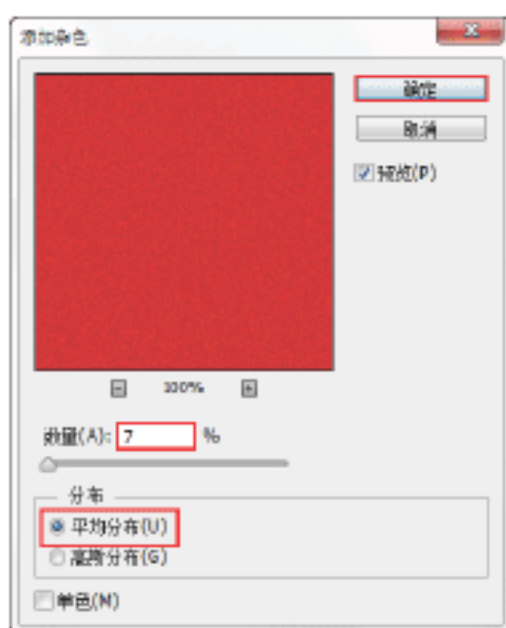 添加杂色
确定
取消
预览(P)
100%
数量(A): 7 %
分布
平均分布(U)
高斯分布(G)
单色(M)